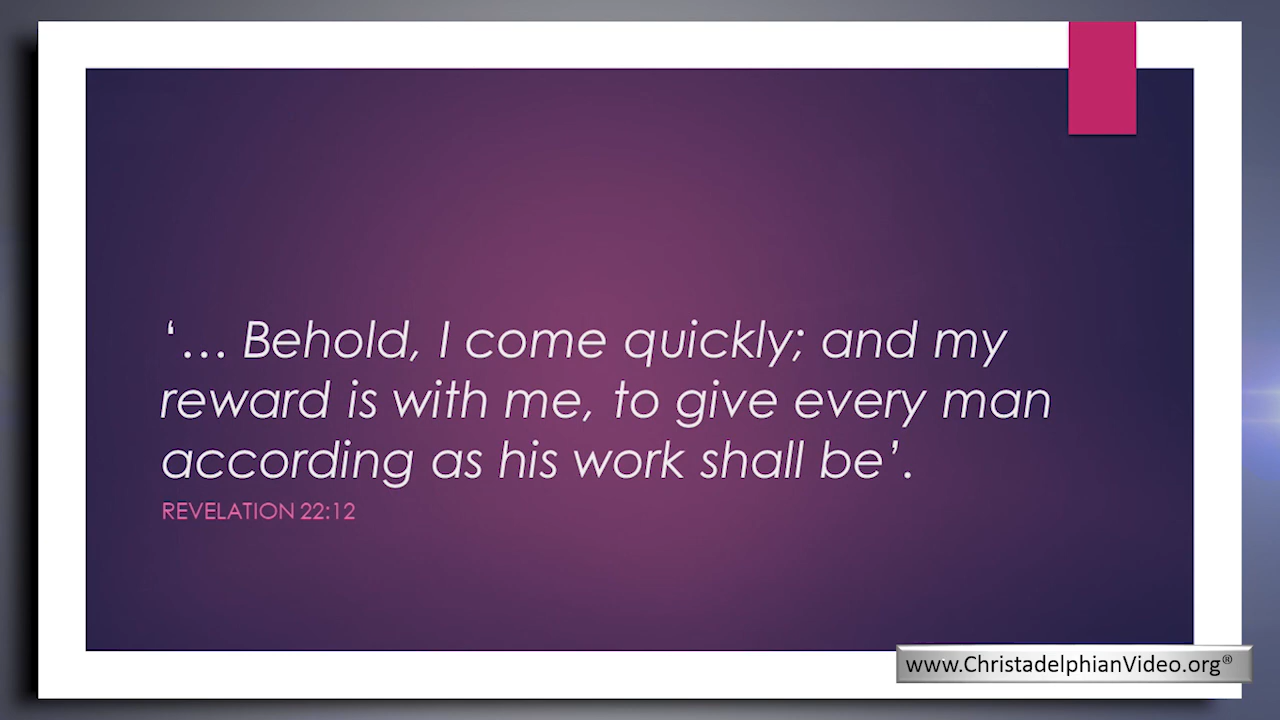 ‘… Behold, I come quickly; and my
reward is with me, to give every man
according as his work shall be’.
REVELATION 22:12
www.ChristadelphianVideo.org®